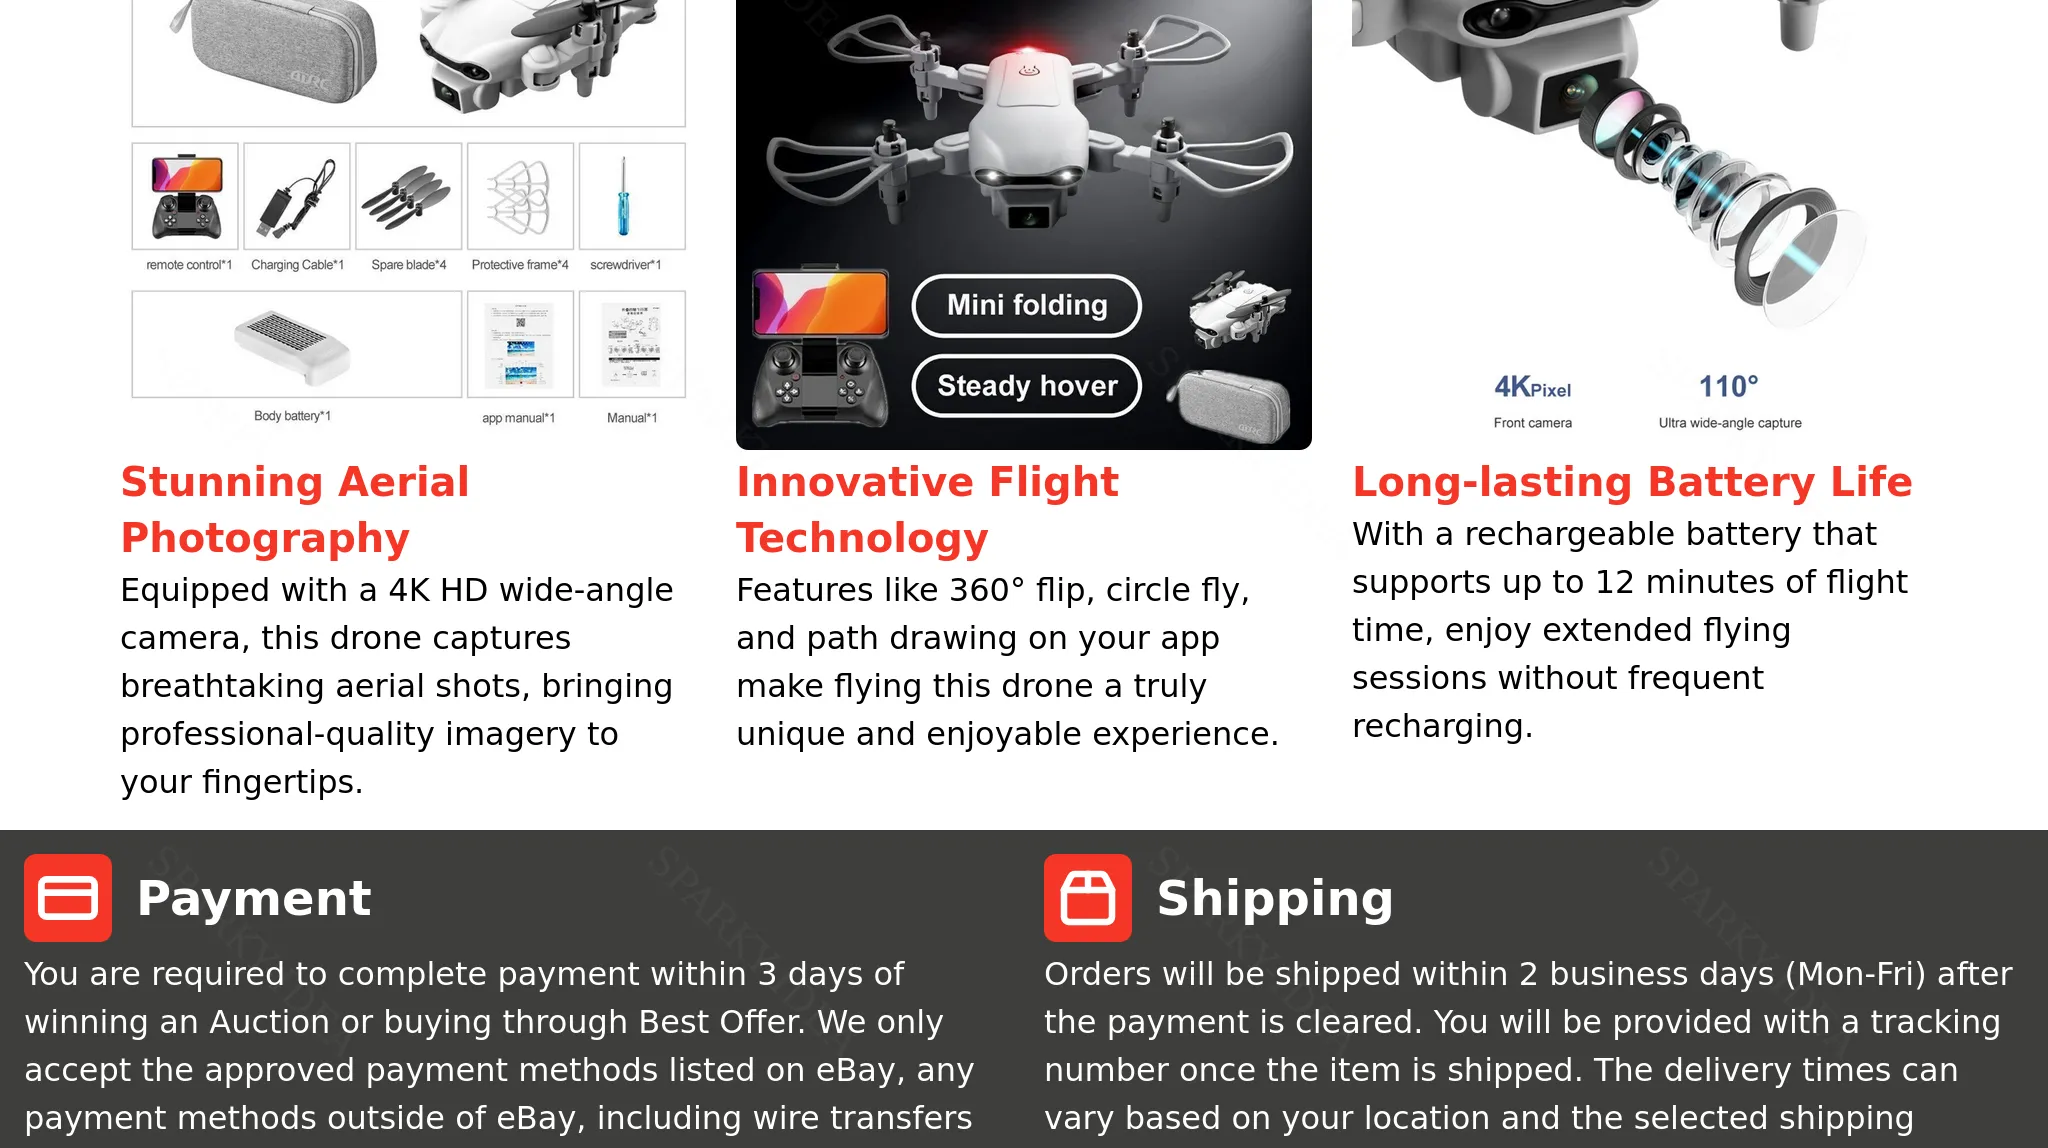 remote control*1
Charging Cable*1
Spare blade*4
Protective frame*4
screwdriver*1
Body battery*1
app manual*1
Manual*1
Mini folding
Steady hover
4KPixel
110°
Front camera
Ultra wide-angle capture
Stunning Aerial
Photography
Equipped with a 4K HD wide-angle
camera, this drone captures
breathtaking aerial shots, bringing
professional-quality imagery to
your fingertips.
Innovative Flight
Technology
Features like 360° flip, circle fly,
and path drawing on your app
make flying this drone a truly
unique and enjoyable experience.
Long-lasting Battery Life
With a rechargeable battery that
supports up to 12 minutes of flight
time, enjoy extended flying
sessions without frequent
recharging.
Payment
You are required to complete payment within 3 days of
winning an Auction or buying through Best Offer. We only
accept the approved payment methods listed on eBay, any
payment methods outside of eBay, including wire transfers
Shipping
Orders will be shipped within 2 business days (Mon-Fri) after
the payment is cleared. You will be provided with a tracking
number once the item is shipped. The delivery times can
vary based on your location and the selected shipping